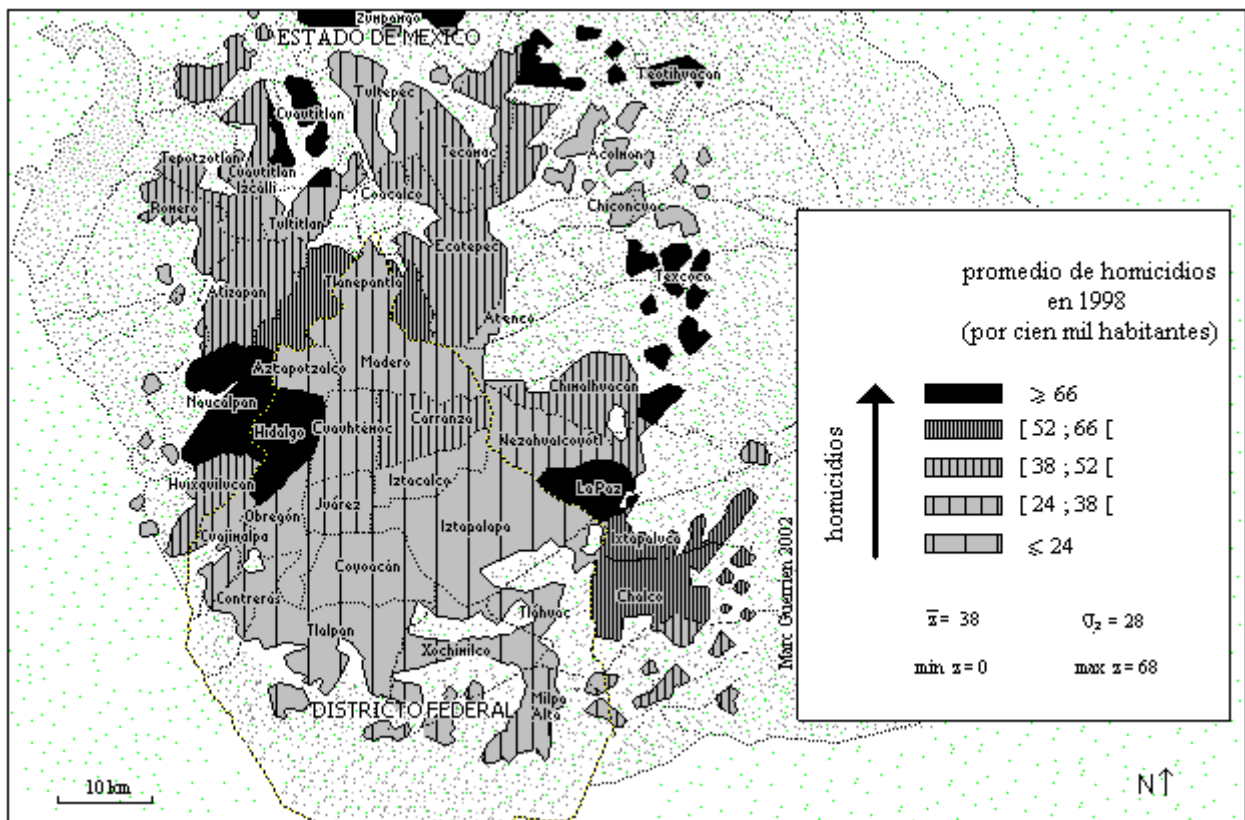 Zumpango
ESTADO DE MEXICO
Teotihuacan
Tultepec
Cuautitlan
Tecamac
Acolman
Tepotzotlan
Cuautitlan
Izcalli
Coacalco
Romero
Chiconcuac
Tultitlan
Ecatepec
Texcoco
Tlanepantla
Atizapan
Atenco
Aztapotzalco
Madero
Chimalhuacan
Naucalpan
Hidalgo
Cuauhtémoc
Carranza
Nezahualcoyotl
Huixquilucan
Iztacalco
La Paz
Juárez
Obregón
Iztapalapa
Cuajimalpa
Ixtapaluca
Coyoacán
Contreras
Chalco
Tláhuac
Tlalpan
Xochimilco
Milpa
Alta
DISTRICTO FEDERAL
10 km
Marc Guerrien 2002
promedio de homicidios
en 1998
(por cien mil habitantes)
homicidios
⩾ 66
[ 52 ; 66 [
[ 38 ; 52 [
[ 24 ; 38 [
⩽ 24
z̅ = 38
σz = 28
min z = 0
max z = 68
N↑